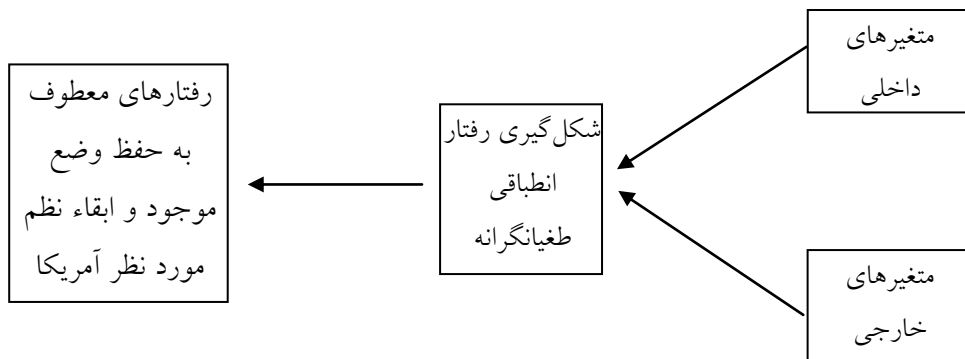 متغیرهای
داخلی
متغیرهای
خارجی
شکل‌گیری رفتار
انطباقی
طغیانگرانه
رفتارهای معطوف
به حفظ وضع
موجود و ابقاء نظم
مورد نظر آمریکا